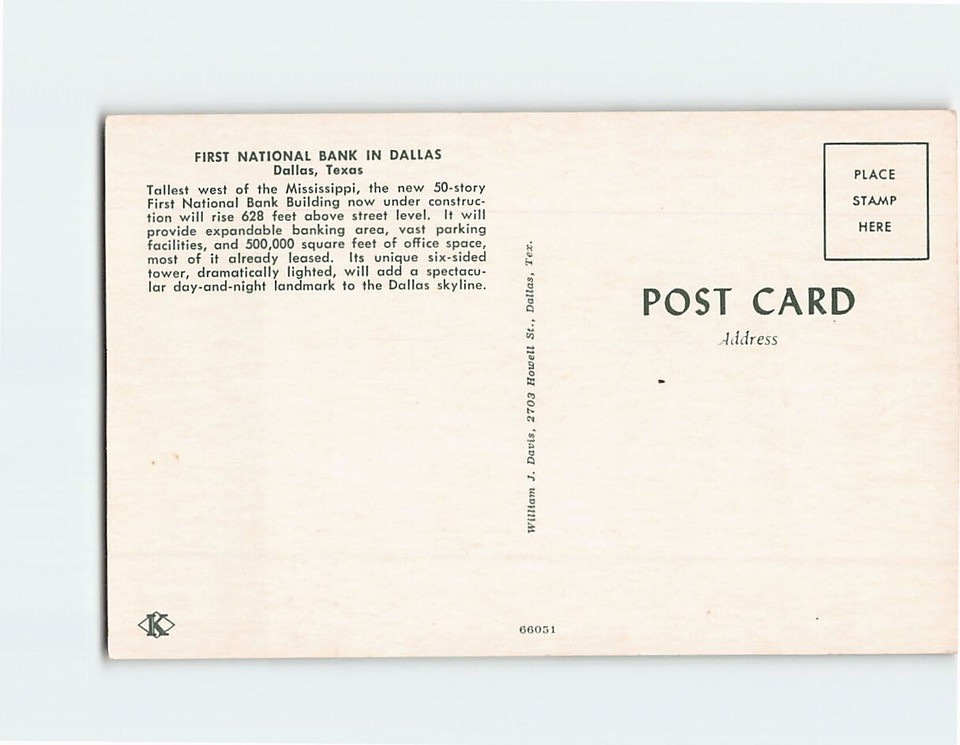 FIRST NATIONAL BANK IN DALLAS
Dallas, Texas
Tallest west of the Mississippi, the new 50-story
First National Bank Building now under construc-
tion will rise 628 feet above street level. It will
provide expandable banking area, vast parking
facilities, and 500,000 square feet of office space,
most of it already leased. Its unique six-sided
tower, dramatically lighted, will add a spectacu-
lar day-and-night landmark to the Dallas skyline.
K
William J. Davis, 2703 Howell St., Dallas, Tex.
66051
PLACE
STAMP
HERE
POST CARD
Address